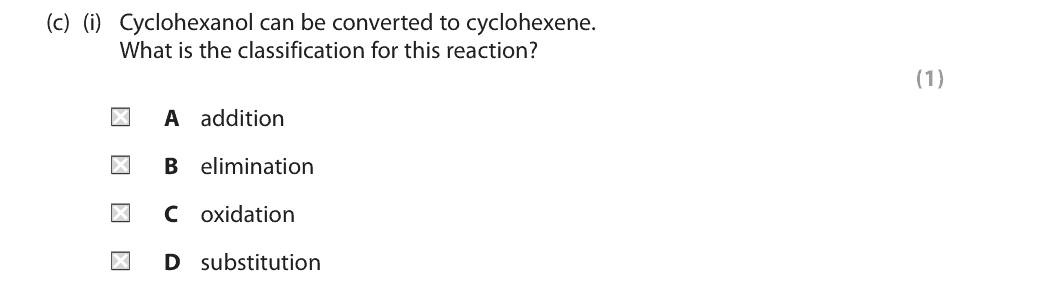 (c) (i) Cyclohexanol can be converted to cyclohexene.
What is the classification for this reaction?
(1)
A addition
B elimination
C oxidation
D substitution